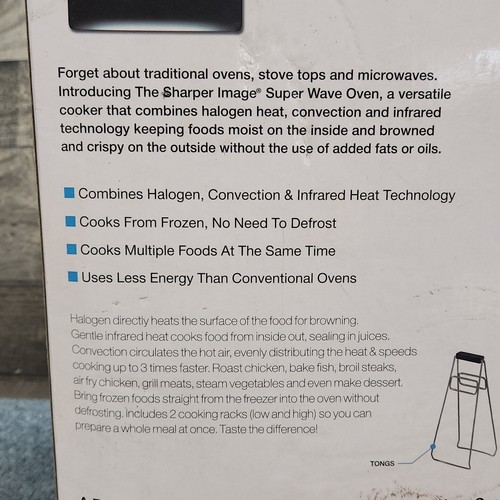 Forget about traditional ovens, stove tops and microwaves.
Introducing The Sharper Image® Super Wave Oven, a versatile
cooker that combines halogen heat, convection and infrared
technology keeping foods moist on the inside and browned
and crispy on the outside without the use of added fats or oils.
Combines Halogen, Convection & Infrared Heat Technology
Cooks From Frozen, No Need To Defrost
Cooks Multiple Foods At The Same Time
Uses Less Energy Than Conventional Ovens
Halogen directly heats the surface of the food for browning.
Gentle infrared heat cooks food from inside out, sealing in juices.
Convection circulates the hot air, evenly distributing the heat & speeds
cooking up to 3 times faster. Roast chicken, bake fish, broil steaks,
air fry chicken, grill meats, steam vegetables and even make dessert.
Bring frozen foods straight from the freezer into the oven without
defrosting, includes 2 cooking racks (low and high) so you can
prepare a whole meal at once. Taste the difference!
TONGS